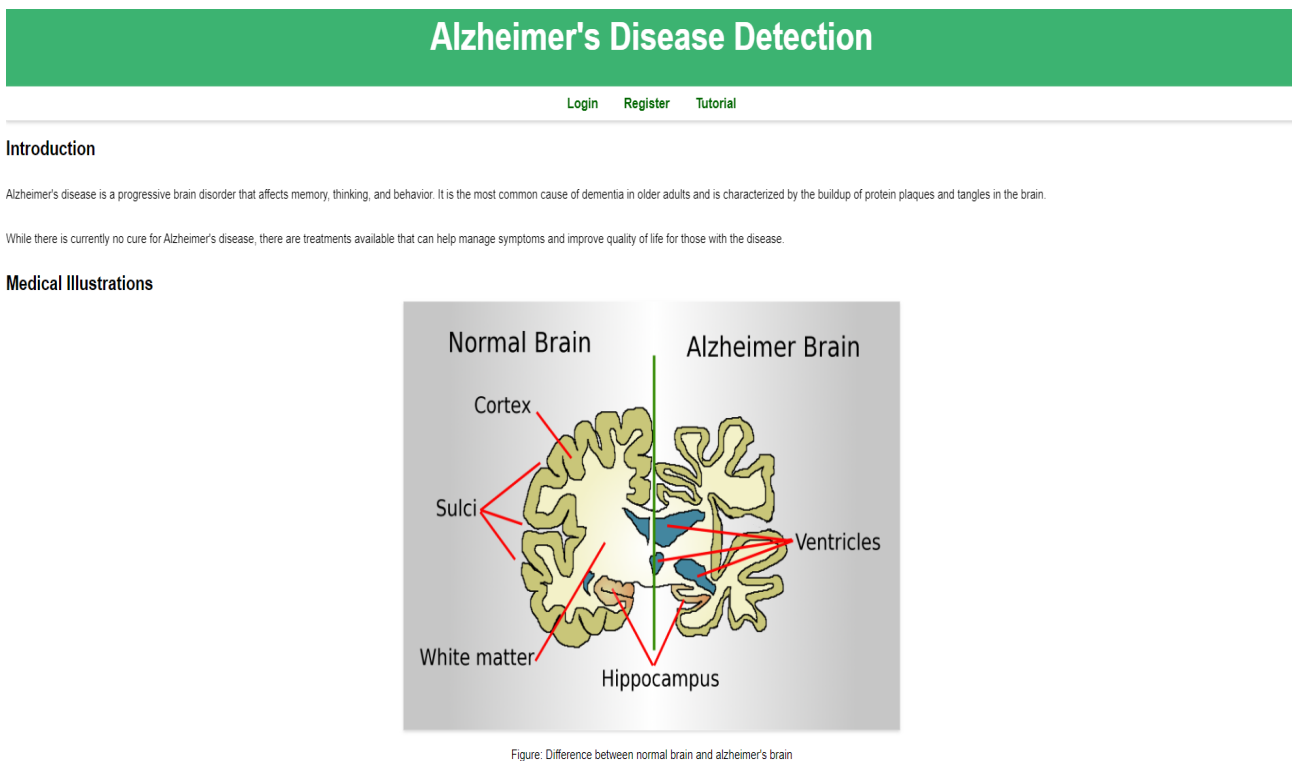 Alzheimer's Disease Detection
Login Register Tutorial
Introduction
Alzheimer's disease is a progressive brain disorder that affects memory, thinking, and behavior. It is the most common cause of dementia in older adults and is characterized by the buildup of protein plaques and tangles in the brain.
While there is currently no cure for Alzheimer's disease, there are treatments available that can help manage symptoms and improve quality of life for those with the disease.
Medical Illustrations
Normal Brain
Alzheimer Brain
Cortex
Sulci
Ventricles
White matter
Hippocampus
Figure: Difference between normal brain and alzheimer's brain